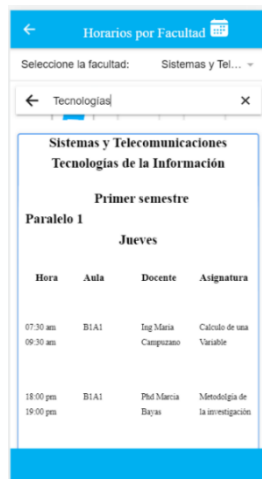 Horarios por Facultad
Seleccione la facultad: Sistemas y Tel...
Tecnologías
Sistemas y Telecomunicaciones
Tecnologías de la Información
Primer semestre
Paralelo 1
Jueves
Hora Aula Docente Asignatura
07:30 am B1A1 Ing Maria Calculo de una
09:30 am Campuzano Variable
18:00 pm B1A1 Phd Marcia Metodolgia de
19:00 pm Bayas la investigación